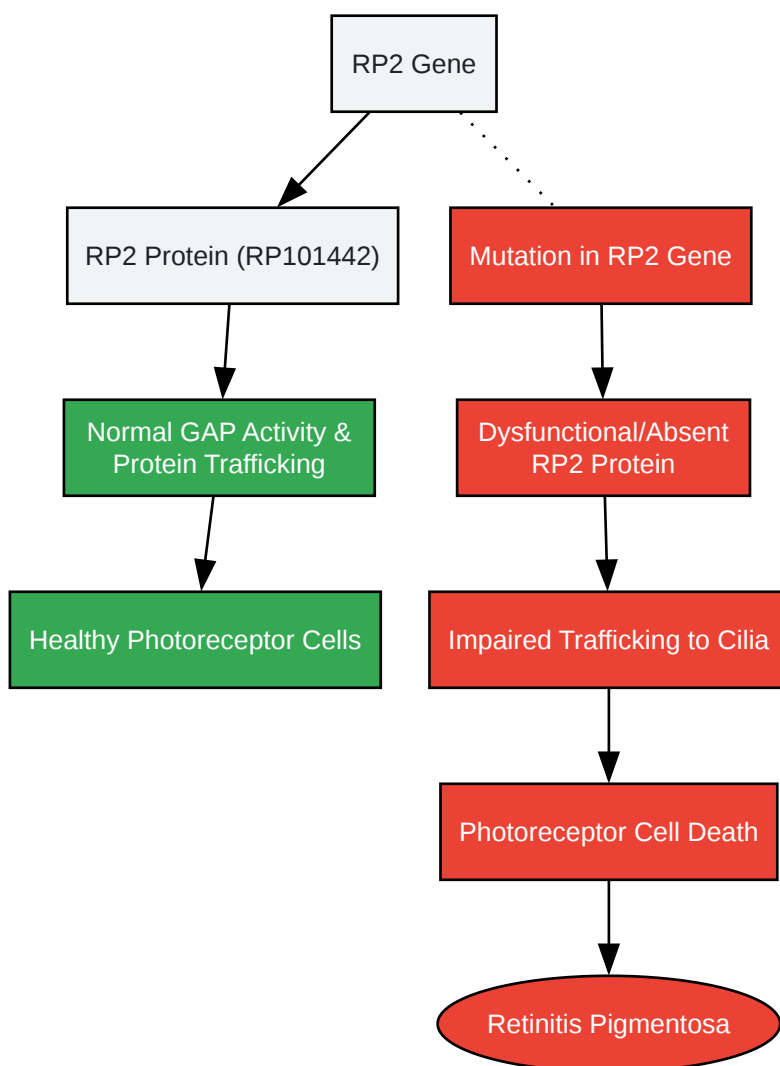 RP2 Gene
RP2 Protein (RP101442)
Mutation in RP2 Gene
Normal GAP Activity &
Protein Trafficking
Dysfunctional/Absent
RP2 Protein
Healthy Photoreceptor Cells
Impaired Trafficking to Cilia
Photoreceptor Cell Death
Retinitis Pigmentosa